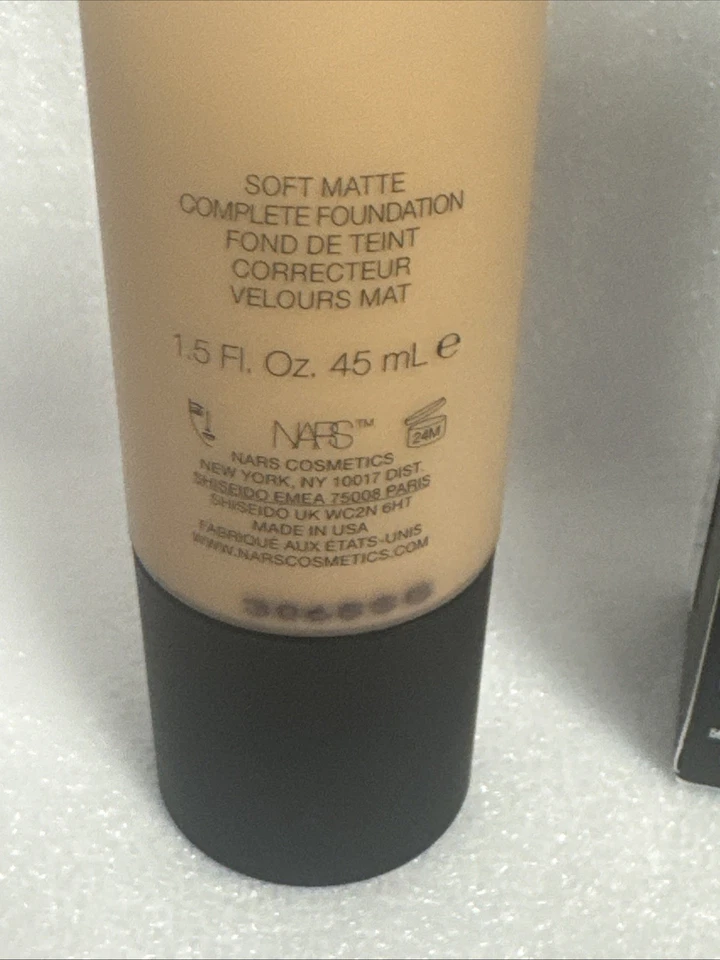 SOFT MATTE
COMPLETE FOUNDATION
FOND DE TEINT
CORRECTEUR
VELOURS MAT
1.5 Fl. Oz. 45 mL e
NARS™
24M
NARS COSMETICS
NEW YORK, NY 10017 DIST.
SHISEIDO EMEA 75008 PARIS
SHISEIDO UK WC2N 6HT
MADE IN USA
FABRIQUÉ AUX ÉTATS-UNIS
WWW.NARSCOSMETICS.COM